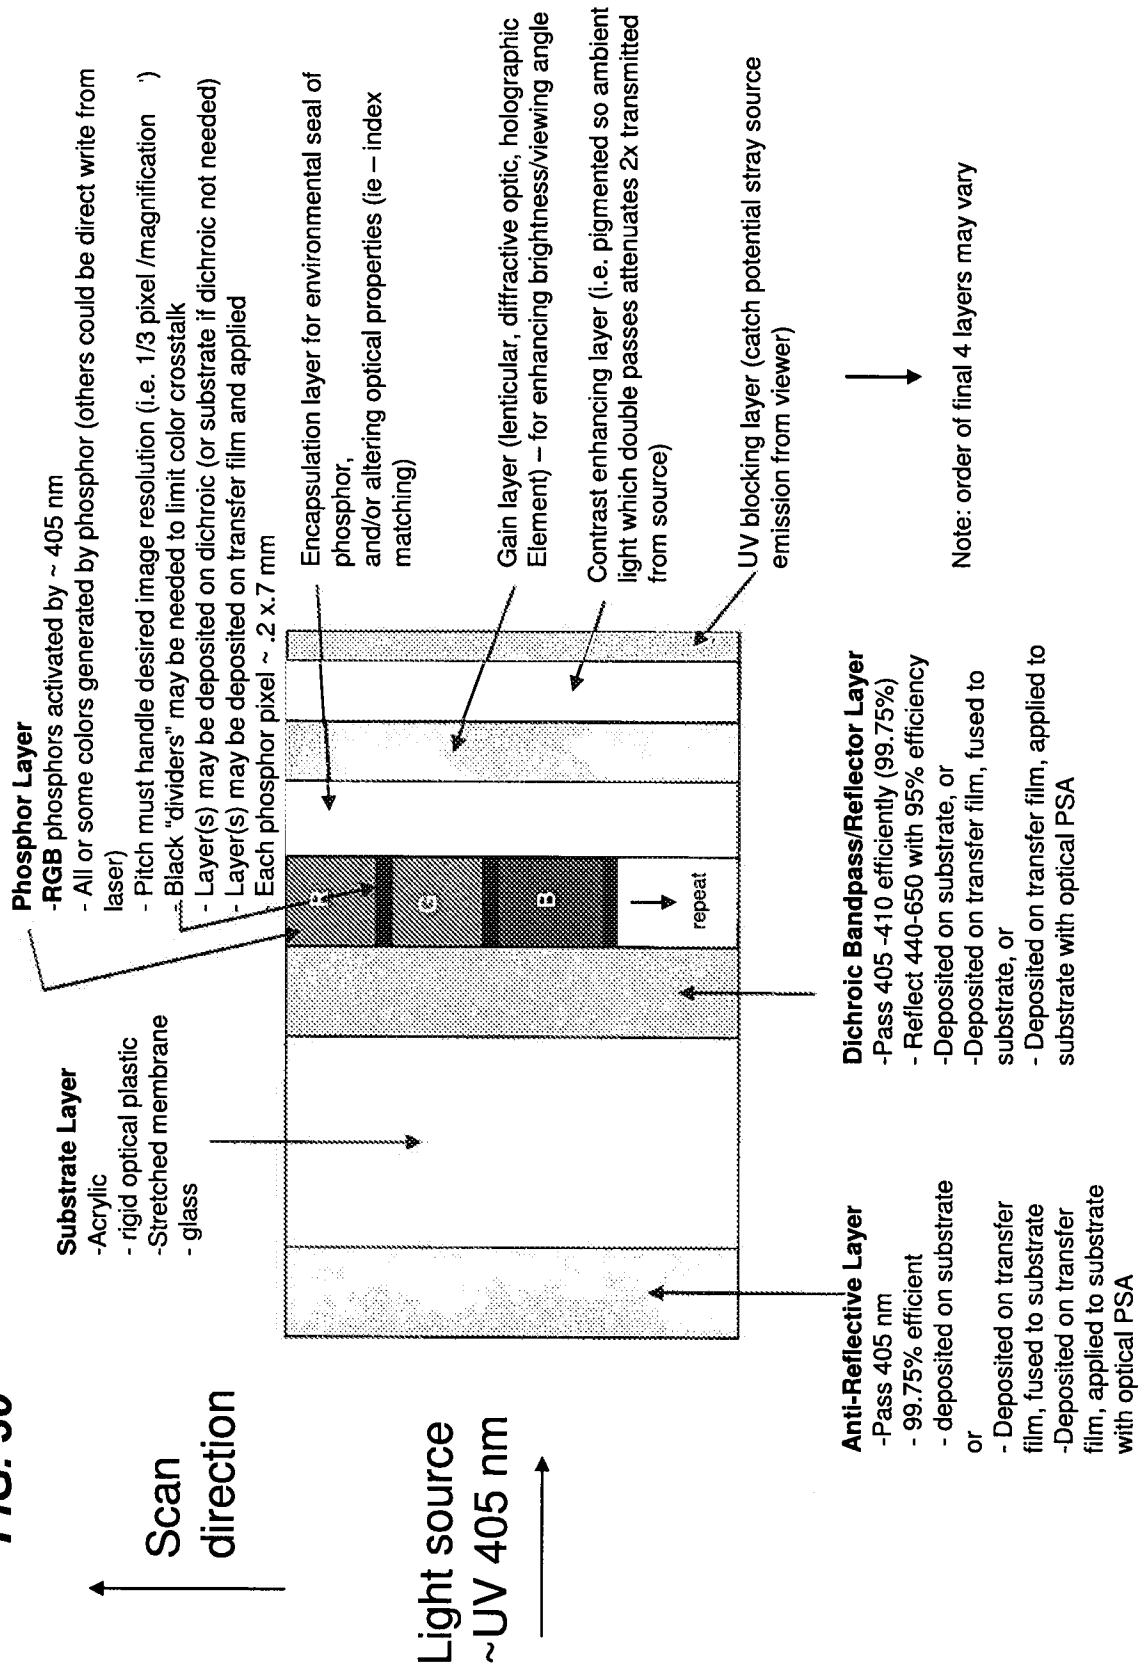 Phosphor Layer
-RGB phosphors activated by ~ 405 nm
- All or some colors generated by phosphor (others could be direct write from
laser)
- Pitch must handle desired image resolution (i.e. 1/3 pixel /magnification )
-Black "dividers" may be needed to limit color crosstalk
- Layer(s) may be deposited on dichroic (or substrate if dichroic not needed)
- Layer(s) may be deposited on transfer film and applied
-Each phosphor pixel ~ .2 x.7 mm
Substrate Layer
-Acrylic
- rigid optical plastic
-Stretched membrane
- glass
Encapsulation layer for environmental seal of
phosphor,
and/or altering optical properties (ie – index
matching)
Gain layer (lenticular, diffractive optic, holographic
Element) – for enhancing brightness/viewing angle
Contrast enhancing layer (i.e. pigmented so ambient
light which double passes attenuates 2x transmitted
from source)
UV blocking layer (catch potential stray source
emission from viewer)
Note: order of final 4 layers may vary
Scan
direction
Light source
~UV 405 nm
R
G
B
repeat
Anti-Reflective Layer
-Pass 405 nm
- 99.75% efficient
- deposited on substrate
or
- Deposited on transfer
film, fused to substrate
-Deposited on transfer
film, applied to substrate
with optical PSA
Dichroic Bandpass/Reflector Layer
-Pass 405 -410 efficiently (99.75%)
- Reflect 440-650 with 95% efficiency
-Deposited on substrate, or
-Deposited on transfer film, fused to
substrate, or
- Deposited on transfer film, applied to
substrate with optical PSA